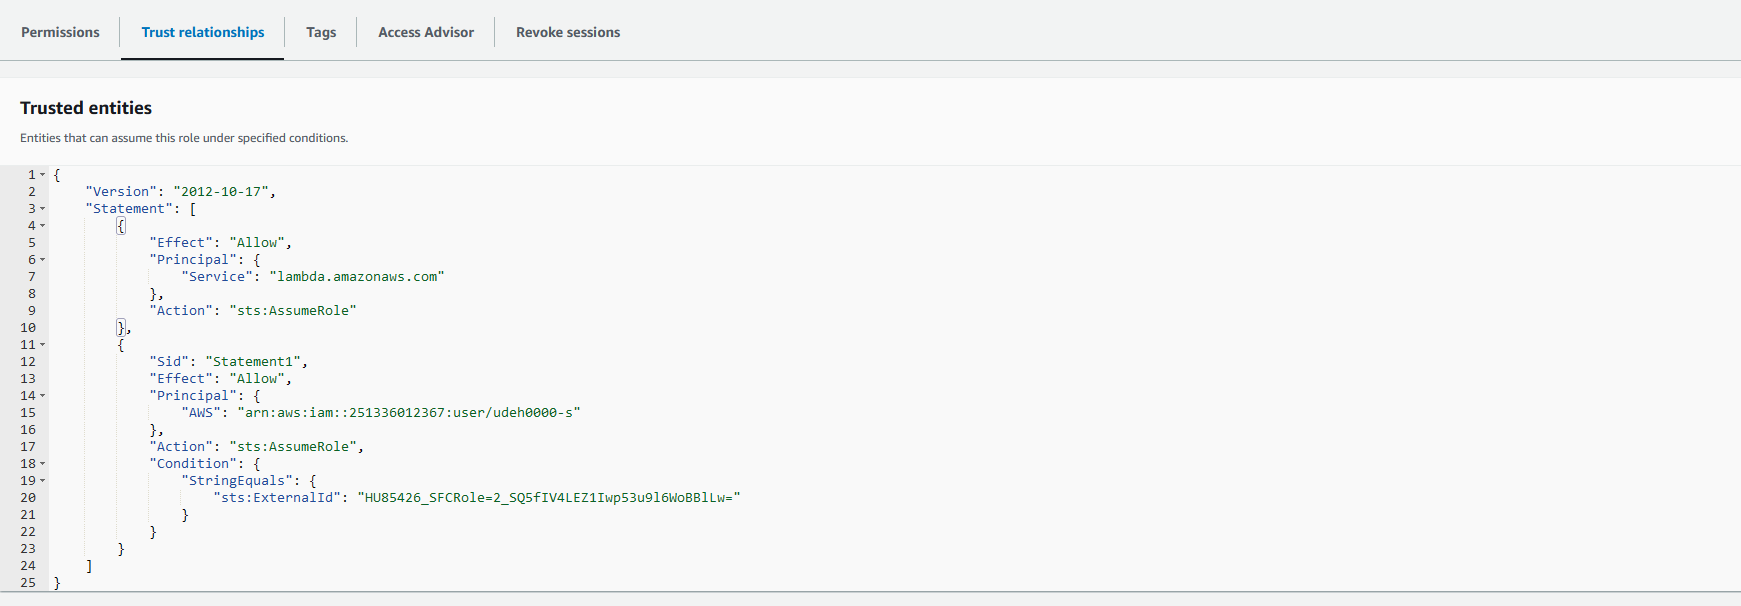 Permissions
Trust relationships
Tags
Access Advisor
Revoke sessions
Trusted entities
Entities that can assume this role under specified conditions.
1 {
2 "Version": "2012-10-17",
3 "Statement": [
4 {
5 "Effect": "Allow",
6 "Principal": {
7 "Service": "lambda.amazonaws.com"
8 },
9 "Action": "sts:AssumeRole"
10 },
11 {
12 "Sid": "Statement1",
13 "Effect": "Allow",
14 "Principal": {
15 "AWS": "arn:aws:iam::251336012367:user/udeh0000-s"
16 },
17 "Action": "sts:AssumeRole",
18 "Condition": {
19 "StringEquals": {
20 "sts:ExternalId": "HU85426_SFCRole=2_SQ5fIV4LEZ1Iwp53u9l6WoBBlLw="
21 }
22 }
23 }
24 ]
25 }